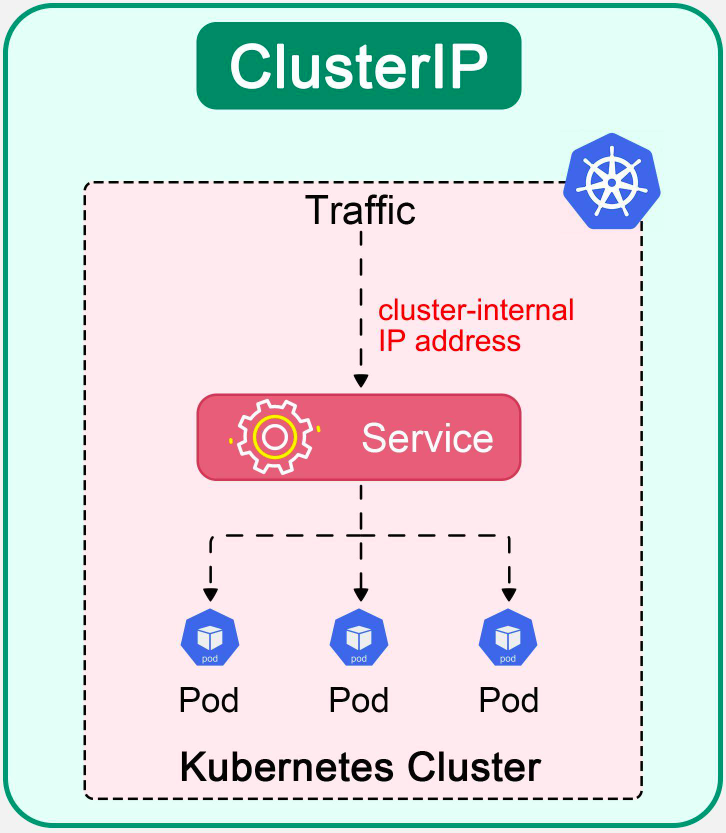 ClusterIP
Traffic
cluster-internal
IP address
Service
pod
pod
pod
Pod
Pod
Pod
Kubernetes Cluster